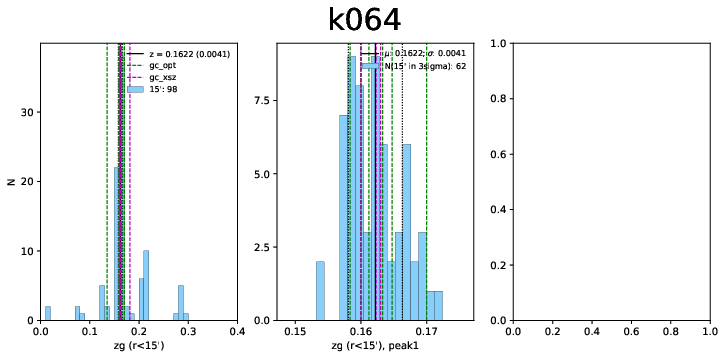 k064
z = 0.1622 (0.0041)
gc_opt
gc_xsz
15': 98
N
30
20
10
0
0.0 0.1 0.2 0.3 0.4
zg (r<15')
μ: 0.1622; σ: 0.0041
N(15' in 3sigma): 62
7.5
5.0
2.5
0.0
0.15 0.16 0.17
zg (r<15'), peak1
1.0
0.8
0.6
0.4
0.2
0.0
0.0 0.2 0.4 0.6 0.8 1.0